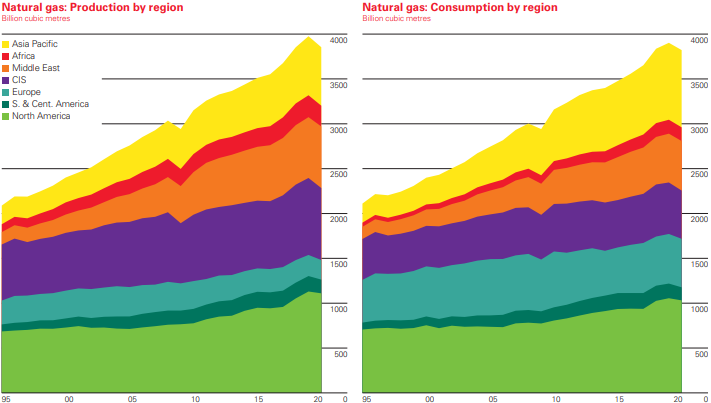 Natural gas: Production by region
Billion cubic metres
Asia Pacific
Africa
Middle East
CIS
Europe
S. & Cent. America
North America
4000
3500
3000
2500
2000
1500
1000
500
0
95
00
05
10
15
20
Natural gas: Consumption by region
Billion cubic metres
4000
3500
3000
2500
2000
1500
1000
500
0
95
00
05
10
15
20